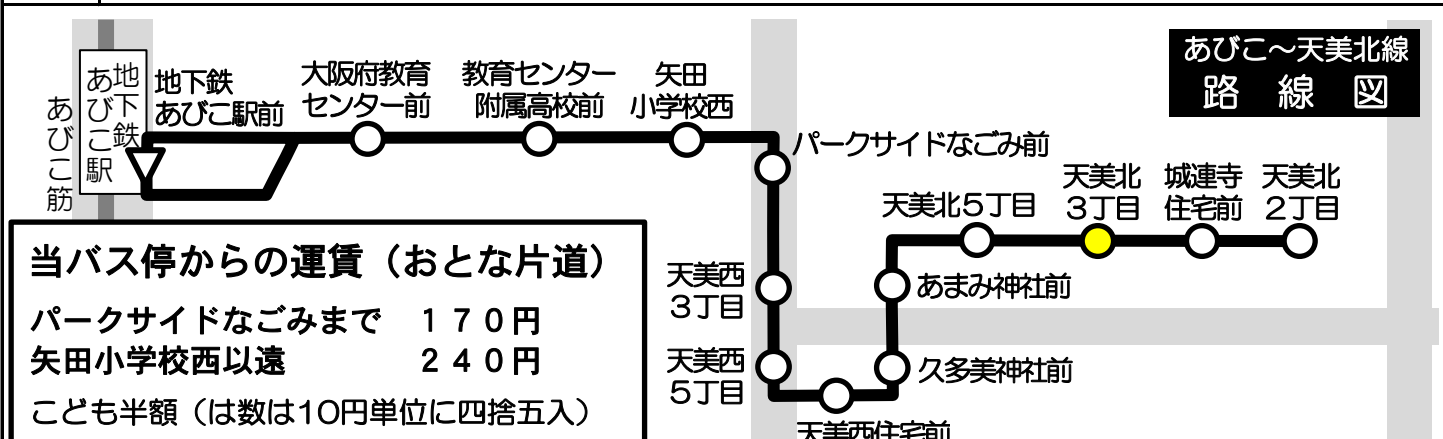 あびこ～天美北線
路線図
あびこ筋
地下鉄
あびこ駅
地下鉄
あびこ駅前
大阪府教育
センター前
教育センター
附属高校前
矢田
小学校西
パークサイドなごみ前
天美西
3丁目
天美西
5丁目
天美西住宅前
久多美神社前
あまみ神社前
天美北5丁目
天美北
3丁目
城連寺
住宅前
天美北
2丁目
当バス停からの運賃（おとな片道）
パークサイドなごみまで　１７０円
矢田小学校西以遠　２４０円
こども半額（は数は10円単位に四捨五入）